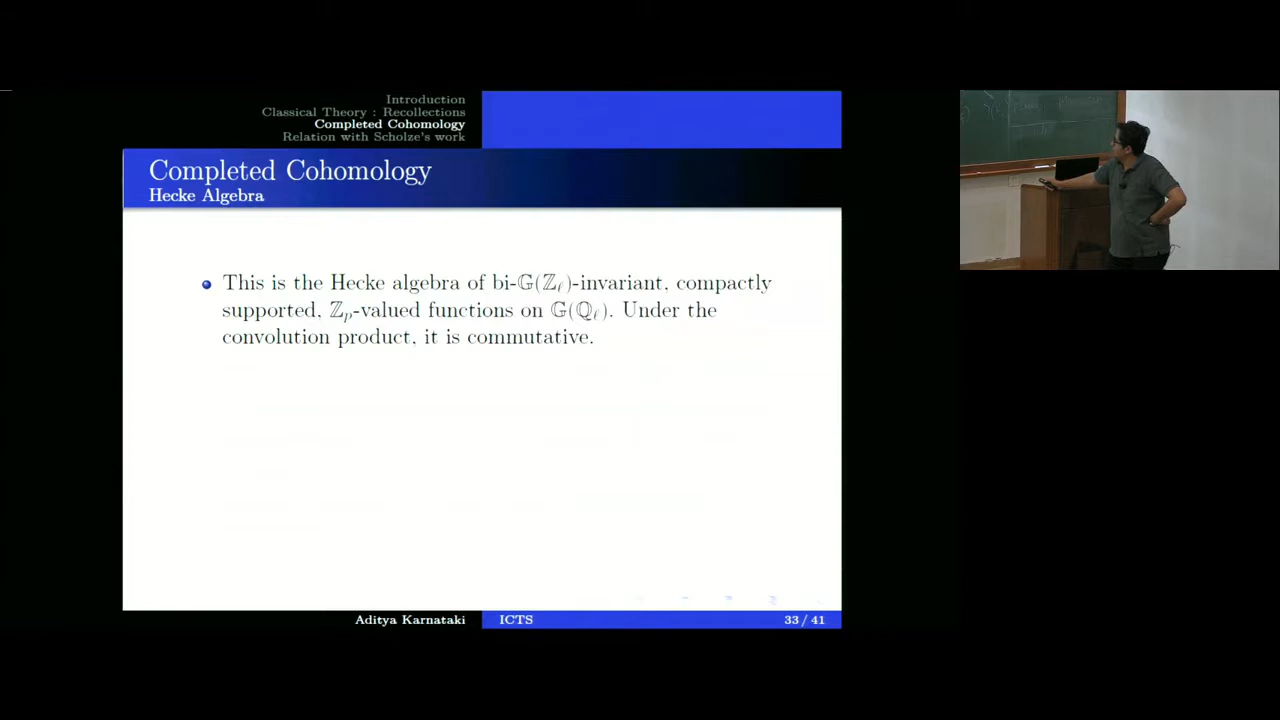 Introduction
Classical Theory : Recollections
Completed Cohomology
Relation with Scholze's work
Completed Cohomology
Hecke Algebra
This is the Hecke algebra of bi-𝔾(ℤ_ℓ)-invariant, compactly
supported, ℤ_p-valued functions on 𝔾(ℚ_ℓ). Under the
convolution product, it is commutative.
Aditya Karnataki
ICTS
33 / 41